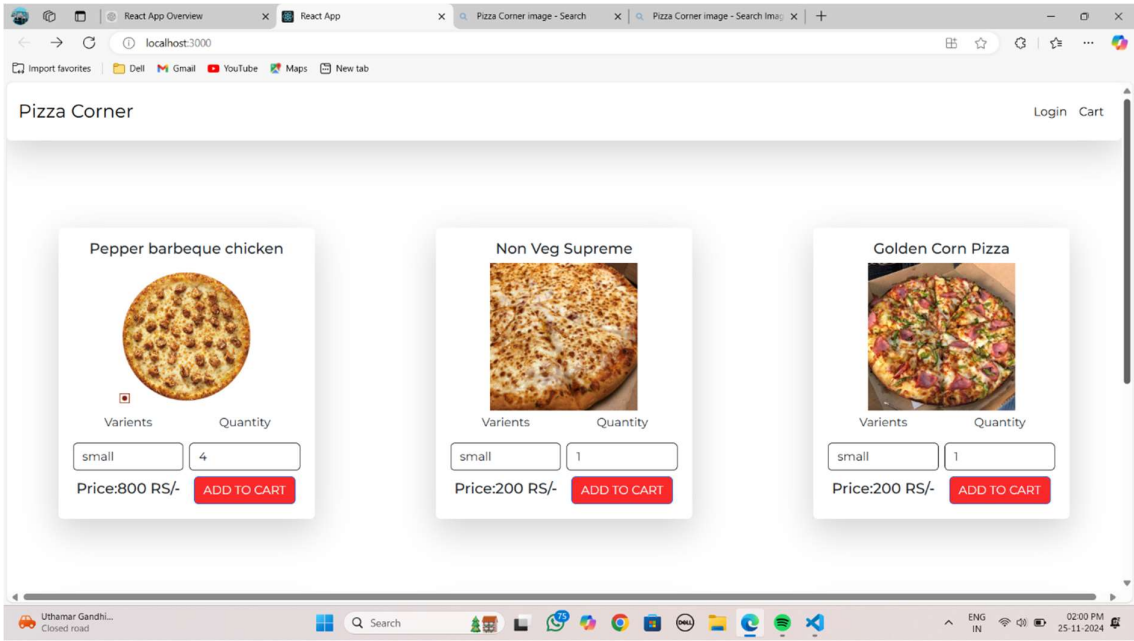 React App Overview
React App
Pizza Corner image - Search
Pizza Corner image - Search Imag
localhost:3000
Import favorites
Dell
Gmail
YouTube
Maps
New tab
Pizza Corner
Login Cart
Pepper barbeque chicken
Varients Quantity
small 4
Price:800 RS/- ADD TO CART
Non Veg Supreme
Varients Quantity
small 1
Price:200 RS/- ADD TO CART
Golden Corn Pizza
Varients Quantity
small 1
Price:200 RS/- ADD TO CART
Uthamar Gandhi...
Closed road
Search
75
DELL
ENG
IN
02:00 PM
25-11-2024